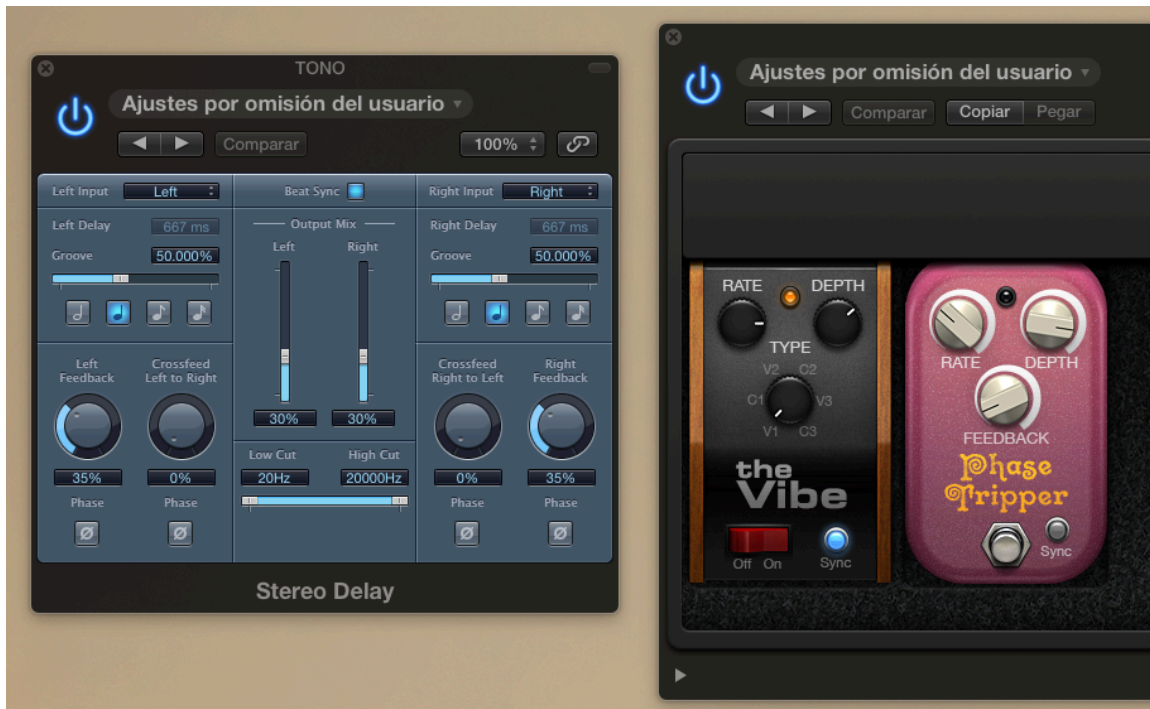 TONO
Ajustes por omisión del usuario
Comparar
100%
Left Input Left
Beat Sync
Right Input Right
Left Delay 667 ms
Output Mix
Right Delay 667 ms
Groove 50.000%
Left Right
Groove 50.000%
Left Feedback
Crossfeed Left to Right
Crossfeed Right to Left
Right Feedback
30% 30%
Low Cut High Cut
35% 0%
20Hz 20000Hz
0% 35%
Phase Phase
Phase Phase
Ø Ø
Ø Ø
Stereo Delay
Ajustes por omisión del usuario
Comparar Copiar Pegar
RATE DEPTH
TYPE
V2 C2
C1 V3
V1 C3
the
Vibe
Off On Sync
RATE DEPTH
FEEDBACK
Phase
Tripper
Sync